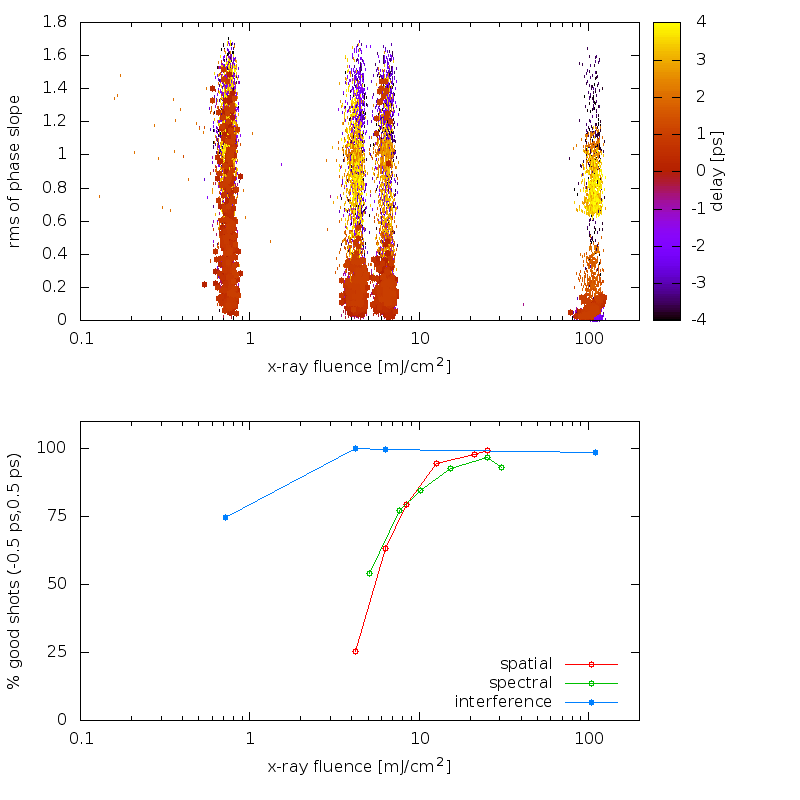 1.8
1.6
1.4
1.2
1
0.8
0.6
0.4
0.2
0
rms of phase slope
0.1 1 10 100
x-ray fluence [mJ/cm²]
4
3
2
1
0
-1
-2
-3
-4
delay [ps]
100
75
50
25
0
% good shots (-0.5 ps,0.5 ps)
spatial
spectral
interference
0.1 1 10 100
x-ray fluence [mJ/cm²]